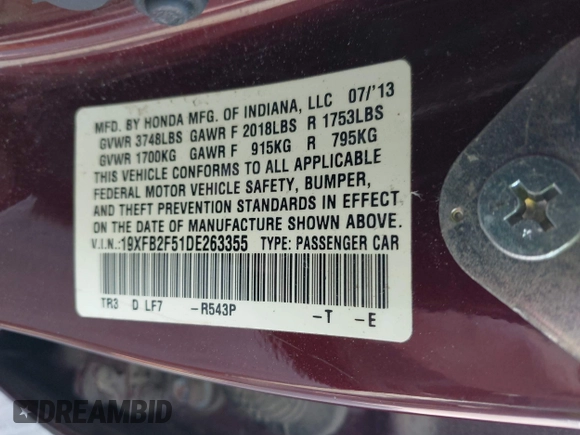 MFD. BY HONDA MFG. OF INDIANA, LLC 07/'13
GVWR 3748LBS GAWR F 2018LBS R 1753LBS
GVWR 1700KG GAWR F 915KG R 795KG
THIS VEHICLE CONFORMS TO ALL APPLICABLE
FEDERAL MOTOR VEHICLE SAFETY, BUMPER,
AND THEFT PREVENTION STANDARDS IN EFFECT
ON THE DATE OF MANUFACTURE SHOWN ABOVE.
V.I.N.:19XFB2F51DE263355 TYPE: PASSENGER CAR
TR3 D LF7 -R543P -T -E
DREAMBID